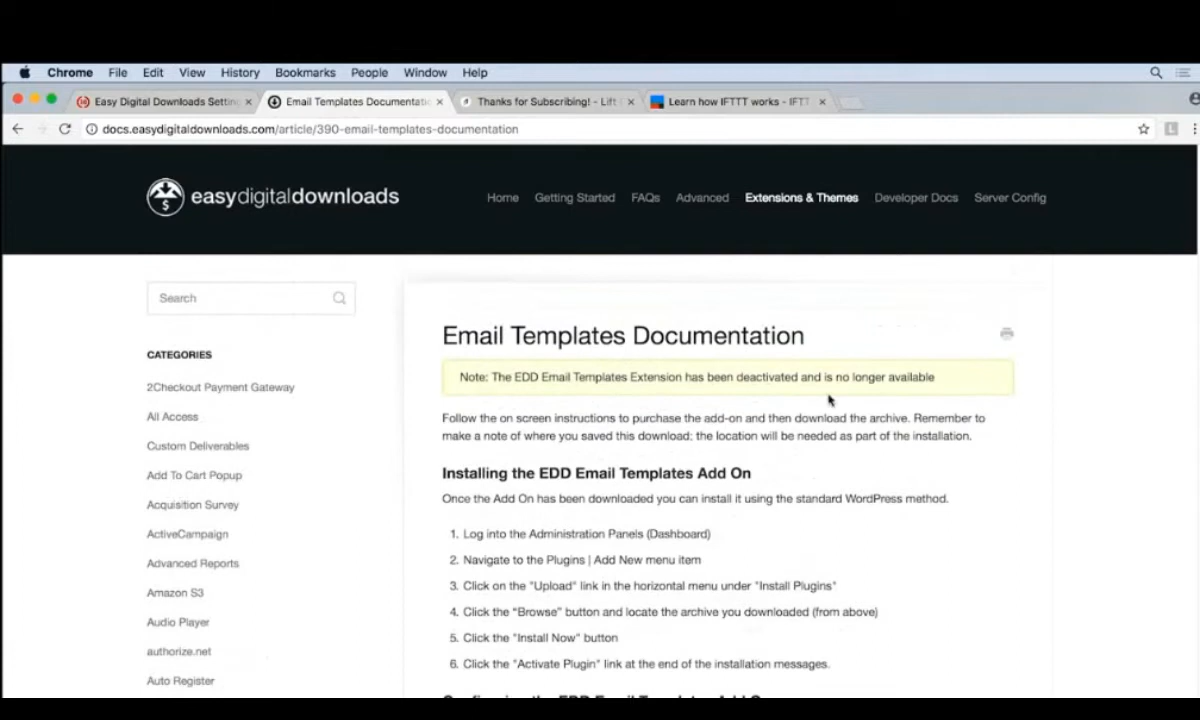 Chrome File Edit View History Bookmarks People Window Help
Easy Digital Downloads Setting
Email Templates Documentatio
Thanks for Subscribing! - Lift
Learn how IFTTT works - IFTT
docs.easydigitaldownloads.com/article/390-email-templates-documentation
easydigitaldownloads
Home Getting Started FAQs Advanced Extensions & Themes Developer Docs Server Config
Search
CATEGORIES
2Checkout Payment Gateway
All Access
Custom Deliverables
Add To Cart Popup
Acquisition Survey
ActiveCampaign
Advanced Reports
Amazon S3
Audio Player
authorize.net
Auto Register
Email Templates Documentation
Note: The EDD Email Templates Extension has been deactivated and is no longer available
Follow the on screen instructions to purchase the add-on and then download the archive. Remember to
make a note of where you saved this download; the location will be needed as part of the installation.
Installing the EDD Email Templates Add On
Once the Add On has been downloaded you can install it using the standard WordPress method.
1. Log into the Administration Panels (Dashboard)
2. Navigate to the Plugins | Add New menu item
3. Click on the "Upload" link in the horizontal menu under "Install Plugins"
4. Click the "Browse" button and locate the archive you downloaded (from above)
5. Click the "Install Now" button
6. Click the "Activate Plugin" link at the end of the installation messages.